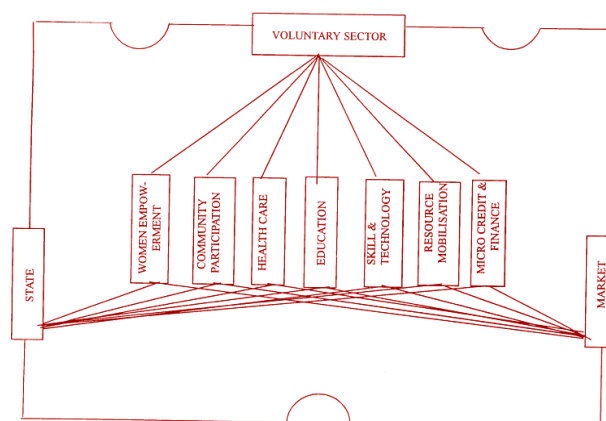 VOLUNTARY SECTOR
WOMEN EMPOW-
ERMENT
COMMUNITY
PARTICIPATION
HEALTH CARE
EDUCATION
SKILL &
TECHNOLOGY
RESOURCE
MOBILISATION
MICRO CREDIT &
FINANCE
STATE
MARKET